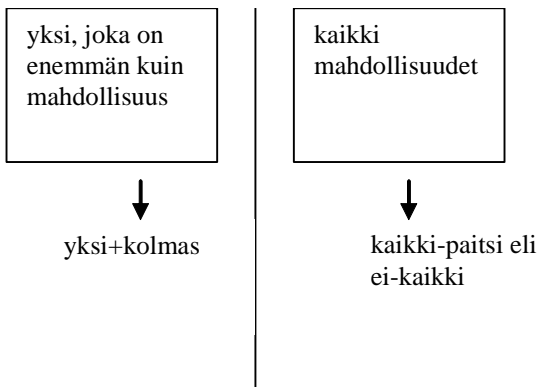 yksi, joka on
enemmän kuin
mahdollisuus
kaikki
mahdollisuudet
yksi+kolmas
kaikki-paitsi eli
ei-kaikki